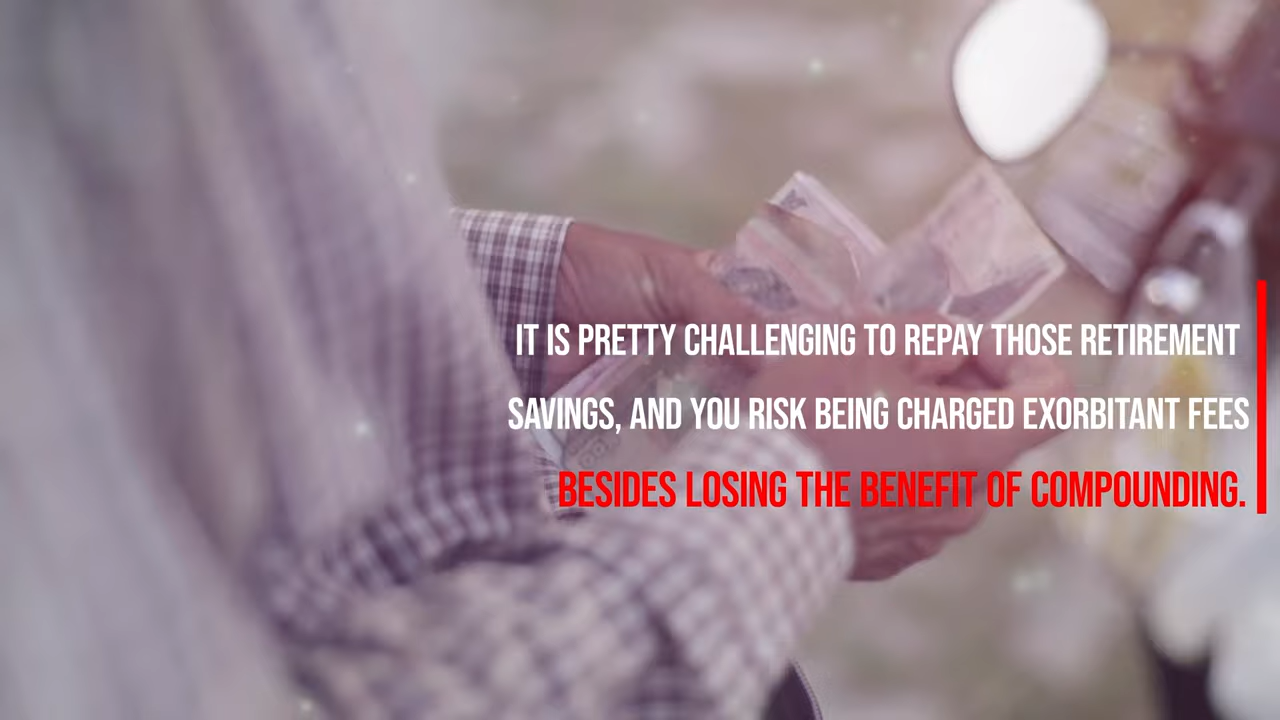 IT IS PRETTY CHALLENGING TO REPAY THOSE RETIREMENT
SAVINGS, AND YOU RISK BEING CHARGED EXORBITANT FEES
BESIDES LOSING THE BENEFIT OF COMPOUNDING.